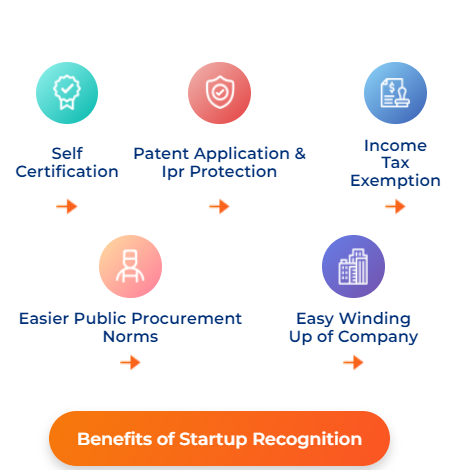 Self
Certification
Patent Application &
Ipr Protection
Income
Tax
Exemption
Easier Public Procurement
Norms
Easy Winding
Up of Company
Benefits of Startup Recognition